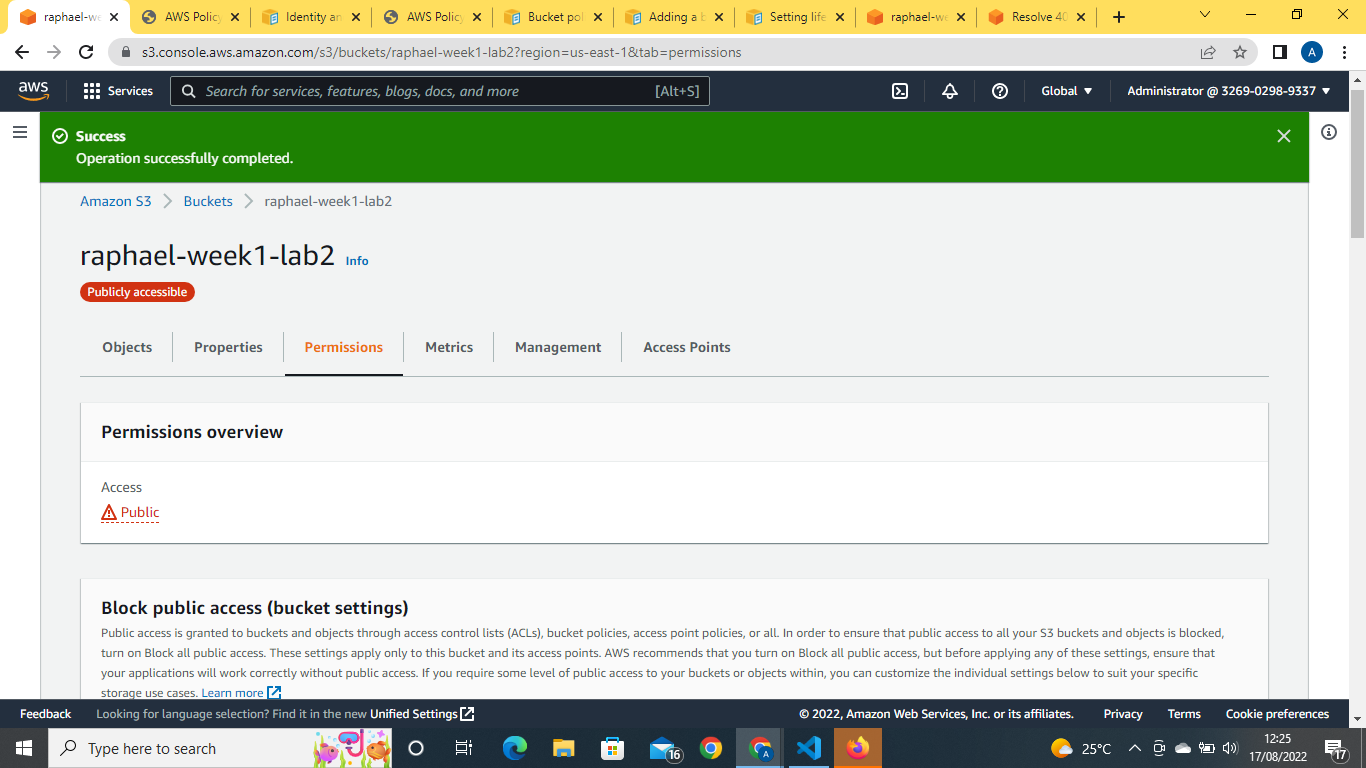 raphael-we
AWS Policy
Identity an
AWS Policy
Bucket pol
Adding a b
Setting life
raphael-we
Resolve 40
s3.console.aws.amazon.com/s3/buckets/raphael-week1-lab2?region=us-east-1&tab=permissions
A
aws
Services
Search for services, features, blogs, docs, and more
[Alt+S]
Global
Administrator @ 3269-0298-9337
Success
Operation successfully completed.
Amazon S3
Buckets
raphael-week1-lab2
raphael-week1-lab2 Info
Publicly accessible
Objects
Properties
Permissions
Metrics
Management
Access Points
Permissions overview
Access
Public
Block public access (bucket settings)
Public access is granted to buckets and objects through access control lists (ACLs), bucket policies, access point policies, or all. In order to ensure that public access to all your S3 buckets and objects is blocked,
turn on Block all public access. These settings apply only to this bucket and its access points. AWS recommends that you turn on Block all public access, but before applying any of these settings, ensure that
your applications will work correctly without public access. If you require some level of public access to your buckets or objects within, you can customize the individual settings below to suit your specific
storage use cases. Learn more
Feedback
Looking for language selection? Find it in the new Unified Settings
© 2022, Amazon Web Services, Inc. or its affiliates.
Privacy
Terms
Cookie preferences
Type here to search
16
A
25°C
12:25
17/08/2022
17